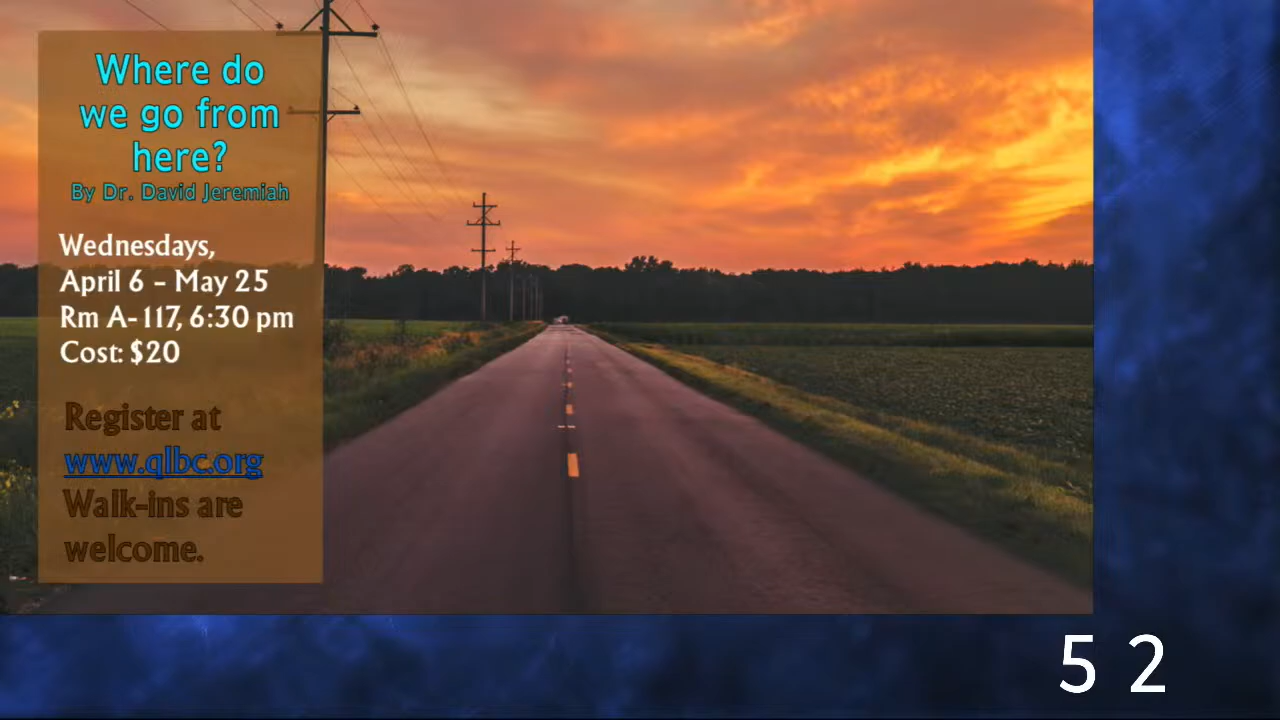 Where do
we go from
here?
By Dr. David Jeremiah
Wednesdays,
April 6 - May 25
Rm A-117, 6:30 pm
Cost: $20
Register at
www.qlbc.org
Walk-ins are
welcome.
5 2